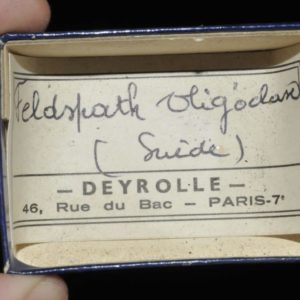 Feldspath Oligoclase
(Suède)
— DEYROLLE —
46, Rue du Bac — PARIS-7e